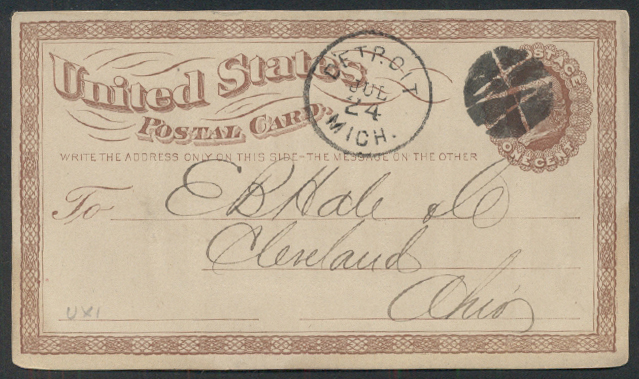 United States
POSTAL CARD
DETROIT
JUL
24
MICH.
POSTAGE
ONE CENT
WRITE THE ADDRESS ONLY ON THIS SIDE-THE MESSAGE ON THE OTHER
To E B Hale & Co
Cleveland
Ohio
UX1